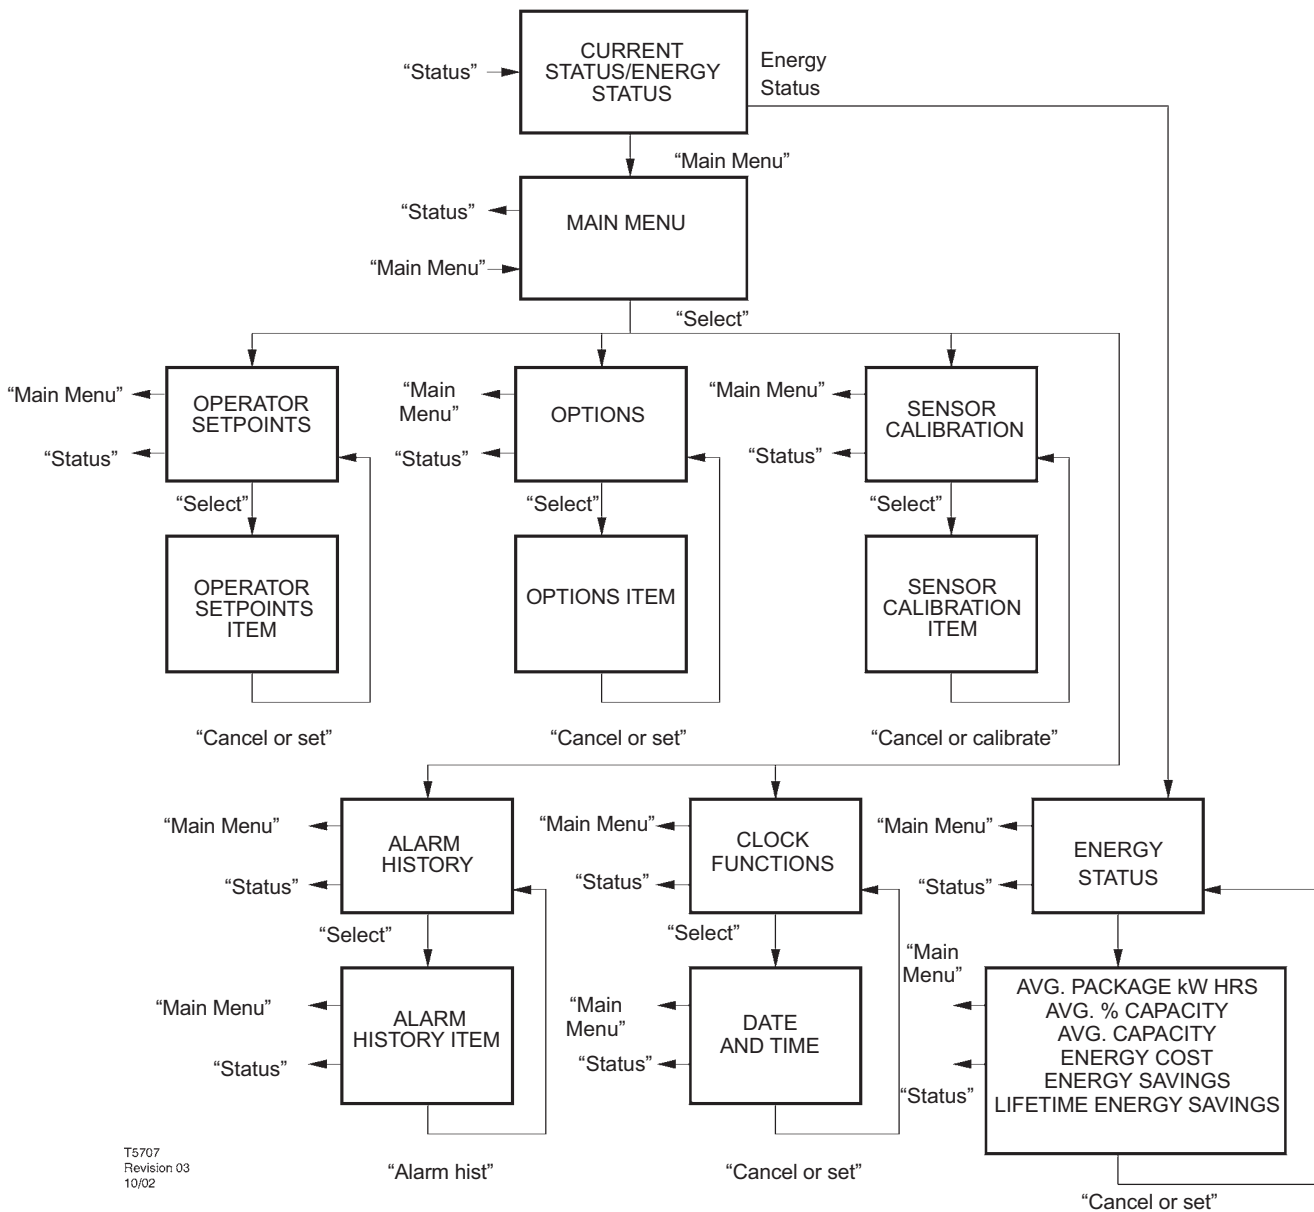 CURRENT
STATUS/ENERGY
STATUS
“Status”
Energy
Status
“Main Menu”
MAIN MENU
“Status”
“Main Menu”
“Select”
OPERATOR
SETPOINTS
“Main Menu”
“Status”
“Select”
OPERATOR
SETPOINTS
ITEM
“Cancel or set”
OPTIONS
“Main
Menu”
“Status”
“Select”
OPTIONS ITEM
“Cancel or set”
SENSOR
CALIBRATION
“Main Menu”
“Status”
“Select”
SENSOR
CALIBRATION
ITEM
“Cancel or calibrate”
ALARM
HISTORY
“Main Menu”
“Status”
“Select”
ALARM
HISTORY ITEM
“Main Menu”
“Status”
“Alarm hist”
CLOCK
FUNCTIONS
“Main Menu”
“Status”
“Select”
DATE
AND TIME
“Main
Menu”
“Status”
“Cancel or set”
ENERGY
STATUS
“Main Menu”
“Status”
“Main
Menu”
“Status”
AVG. PACKAGE kW HRS
AVG. % CAPACITY
AVG. CAPACITY
ENERGY COST
ENERGY SAVINGS
LIFETIME ENERGY SAVINGS
“Cancel or set”
T5707
Revision 03
10/02